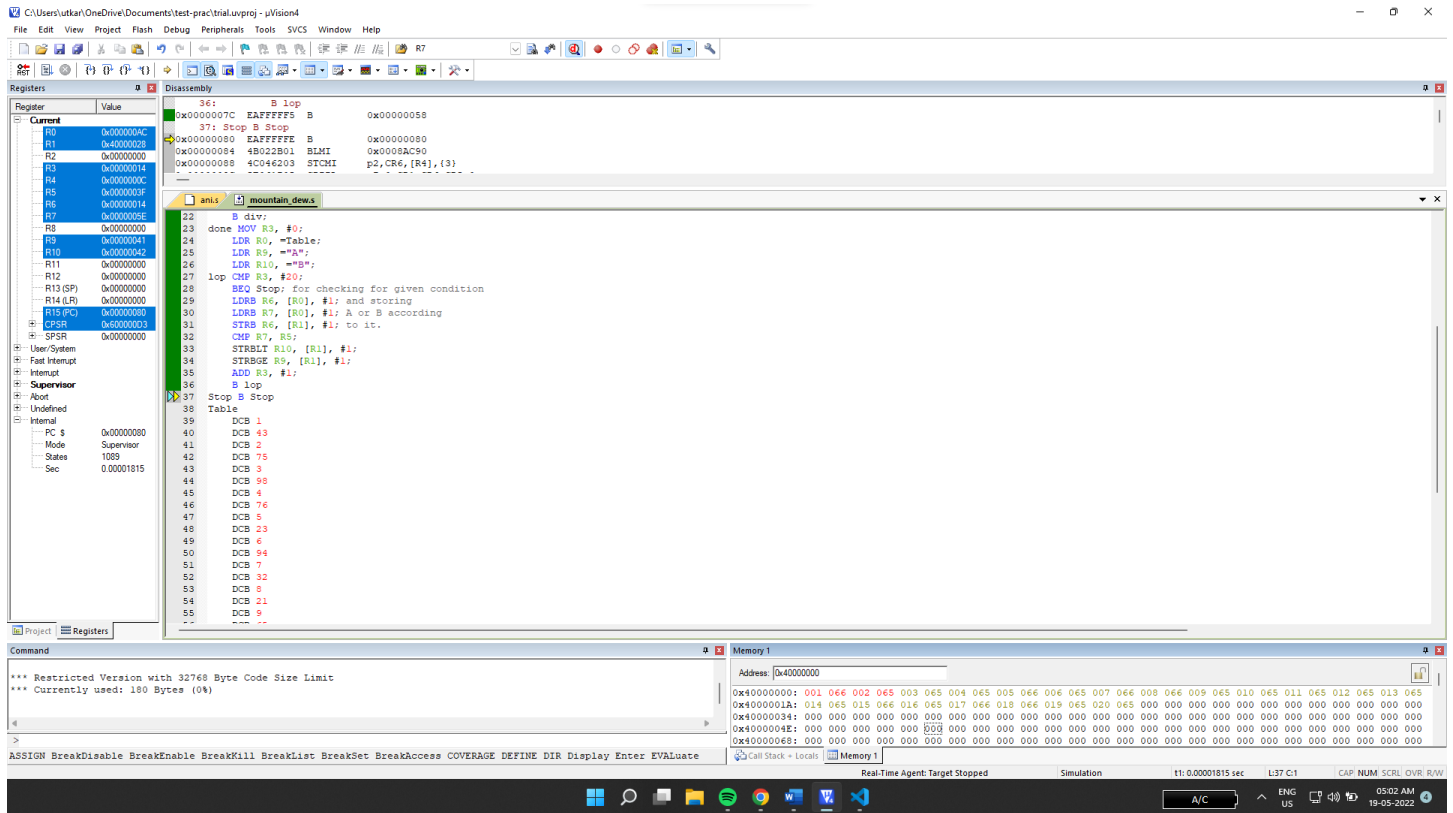 C:\Users\utkar\OneDrive\Documents\test-prac\trial.uvproj - µVision4
File Edit View Project Flash Debug Peripherals Tools SVCS Window Help
R7
RST
Registers
Register Value
Current
R0 0x000000AC
R1 0x40000028
R2 0x00000000
R3 0x00000014
R4 0x0000000C
R5 0x0000003F
R6 0x00000014
R7 0x0000005E
R8 0x00000000
R9 0x00000041
R10 0x00000042
R11 0x00000000
R12 0x00000000
R13 (SP) 0x00000000
R14 (LR) 0x00000000
R15 (PC) 0x00000080
CPSR 0x600000D3
SPSR 0x00000000
User/System
Fast Interrupt
Interrupt
Supervisor
Abort
Undefined
Internal
PC $ 0x00000080
Mode Supervisor
States 1089
Sec 0.00001815
Project Registers
Disassembly
36: B lop
0x0000007C EAFFFFF5 B 0x00000058
37: Stop B Stop
0x00000080 EAFFFFFE B 0x00000080
0x00000084 4B022B01 BLMI 0x0008AC90
0x00000088 4C046203 STCMI p2,CR6,[R4],{3}
ani.s mountain_dew.s
22 B div;
23 done MOV R3, #0;
24 LDR R0, =Table;
25 LDR R9, ="A";
26 LDR R10, ="B";
27 lop CMP R3, #20;
28 BEQ Stop; for checking for given condition
29 LDRB R6, [R0], #1; and storing
30 LDRB R7, [R0], #1; A or B according
31 STRB R6, [R1], #1; to it.
32 CMP R7, R5;
33 STRBLT R10, [R1], #1;
34 STRBGE R9, [R1], #1;
35 ADD R3, #1;
36 B lop
37 Stop B Stop
38 Table
39 DCB 1
40 DCB 43
41 DCB 2
42 DCB 75
43 DCB 3
44 DCB 98
45 DCB 4
46 DCB 76
47 DCB 5
48 DCB 23
49 DCB 6
50 DCB 94
51 DCB 7
52 DCB 32
53 DCB 8
54 DCB 21
55 DCB 9
Command
*** Restricted Version with 32768 Byte Code Size Limit
*** Currently used: 180 Bytes (0%)
>
ASSIGN BreakDisable BreakEnable BreakKill BreakList BreakSet BreakAccess COVERAGE DEFINE DIR Display Enter EVALuate
Memory 1
Address: 0x40000000
0x40000000: 001 066 002 065 003 065 004 065 005 066 006 065 007 066 008 066 009 065 010 065 011 065 012 065 013 065
0x4000001A: 014 065 015 066 016 065 017 066 018 066 019 065 020 065 000 000 000 000 000 000 000 000 000 000 000 000
0x40000034: 000 000 000 000 000 000 000 000 000 000 000 000 000 000 000 000 000 000 000 000 000 000 000 000 000 000
0x4000004E: 000 000 000 000 000 000 000 000 000 000 000 000 000 000 000 000 000 000 000 000 000 000 000 000 000 000
0x40000068: 000 000 000 000 000 000 000 000 000 000 000 000 000 000 000 000 000 000 000 000 000 000 000 000 000 000
Call Stack + Locals Memory 1
Real-Time Agent: Target Stopped Simulation t1: 0.00001815 sec L:37 C:1 CAP NUM SCRL OVR R/W
A/C ENG US 05:02 AM 19-05-2022 4